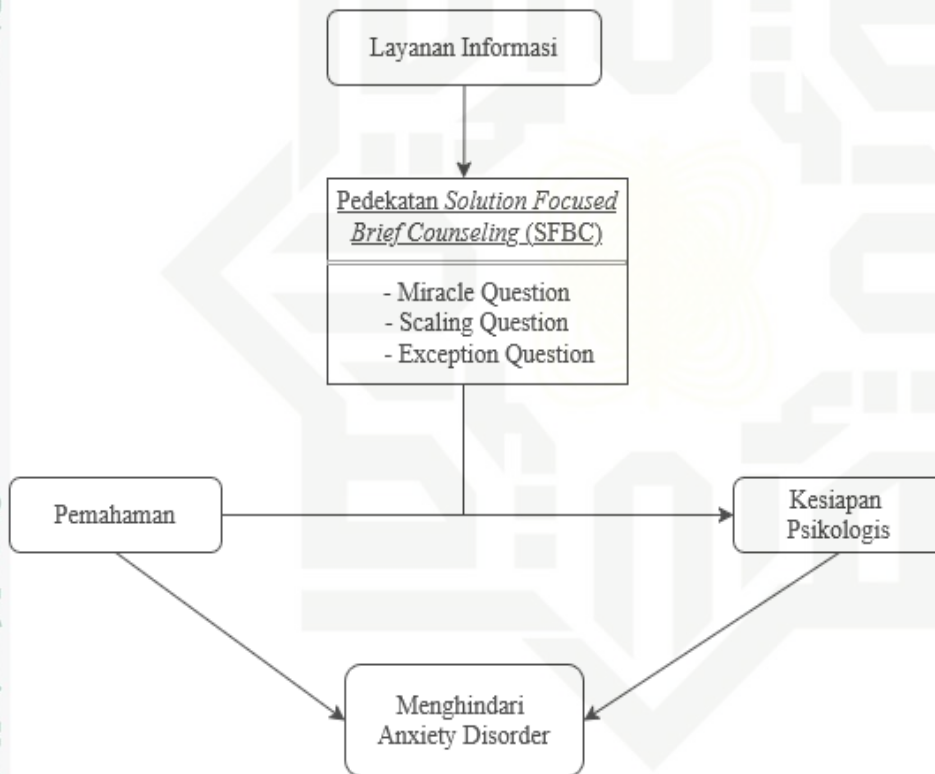 Layanan Informasi
Pedekatan Solution Focused
Brief Counseling (SFBC)
- Miracle Question
- Scaling Question
- Exception Question
Pemahaman
Kesiapan
Psikologis
Menghindari
Anxiety Disorder